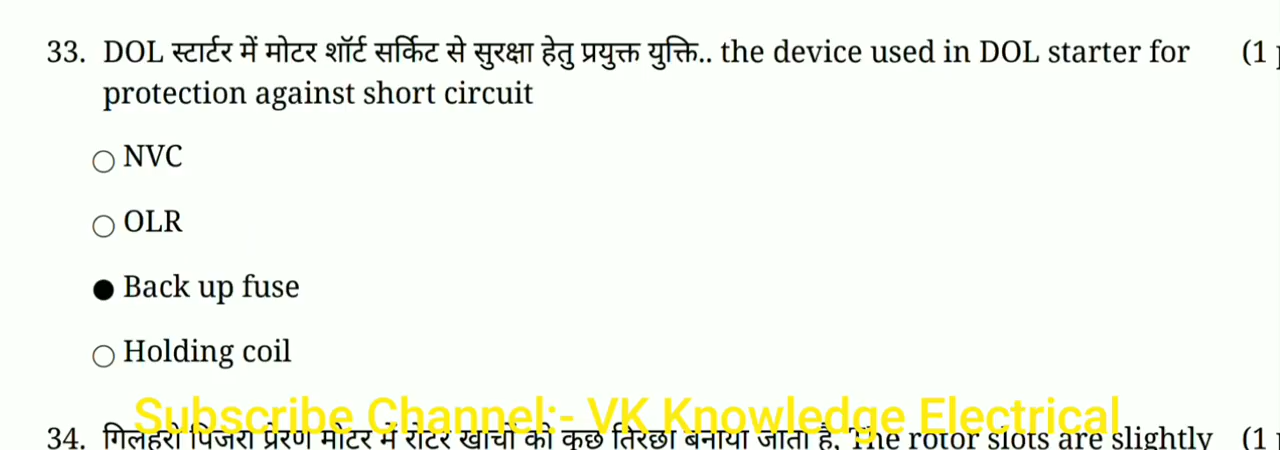 33. DOL स्टार्टर में मोटर शॉर्ट सर्किट से सुरक्षा हेतु प्रयुक्त युक्ति.. the device used in DOL starter for (1
protection against short circuit
NVC
OLR
Back up fuse
Holding coil
Subscribe Channel:- VK Knowledge Electrical
34. गिलहरी पिंजरा प्रेरण मोटर में रोटर खांचों को कुछ तिरछा बनाया जाता है. The rotor slots are slightly (1